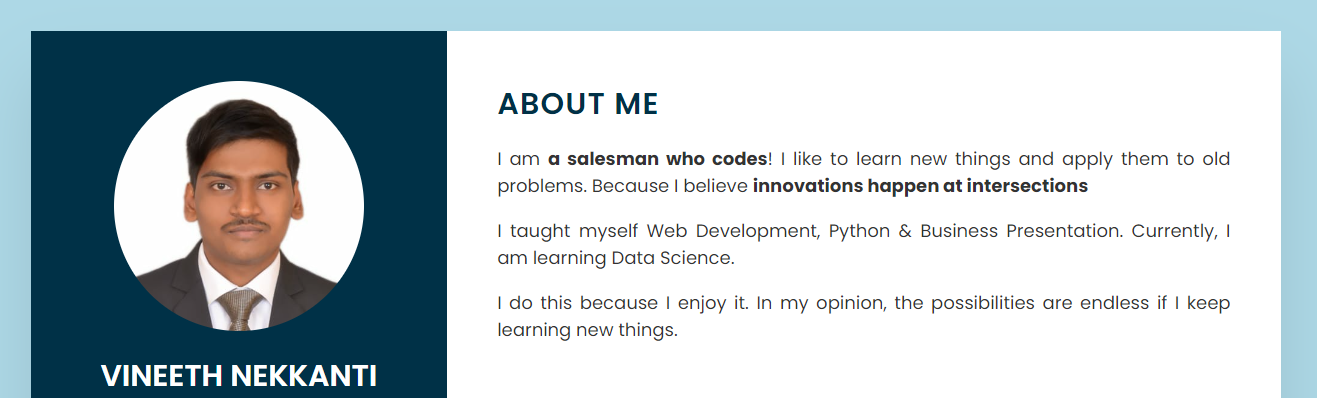 ABOUT ME
I am a salesman who codes! I like to learn new things and apply them to old
problems. Because I believe innovations happen at intersections
I taught myself Web Development, Python & Business Presentation. Currently, I
am learning Data Science.
I do this because I enjoy it. In my opinion, the possibilities are endless if I keep
learning new things.
VINEETH NEKKANTI